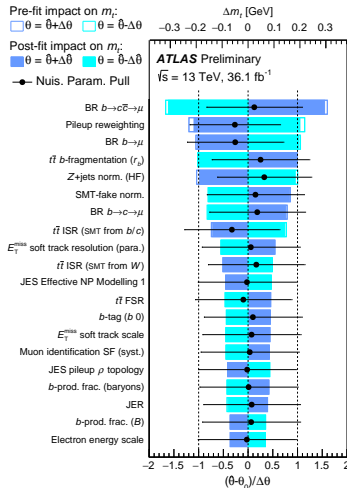 Pre-fit impact on mₜ:
θ = θ̂+Δθ θ = θ̂-Δθ
Post-fit impact on mₜ:
θ = θ̂+Δθ̂ θ = θ̂-Δθ̂
Nuis. Param. Pull
Δmₜ [GeV]
-0.3 -0.2 -0.1 0 0.1 0.2 0.3
ATLAS Preliminary
√s = 13 TeV, 36.1 fb⁻¹
BR b→cc̄→μ
Pileup reweighting
BR b→μ
tt̄ b-fragmentation (r_b)
Z+jets norm. (HF)
SMT-fake norm.
BR b→c→μ
tt̄ ISR (SMT from b/c)
E_T^miss soft track resolution (para.)
tt̄ ISR (SMT from W)
JES Effective NP Modelling 1
tt̄ FSR
b-tag (b 0)
E_T^miss soft track scale
Muon identification SF (syst.)
JES pileup ρ topology
b-prod. frac. (baryons)
JER
b-prod. frac. (B)
Electron energy scale
-2 -1.5 -1 -0.5 0 0.5 1 1.5 2
(θ̂-θ₀)/Δθ